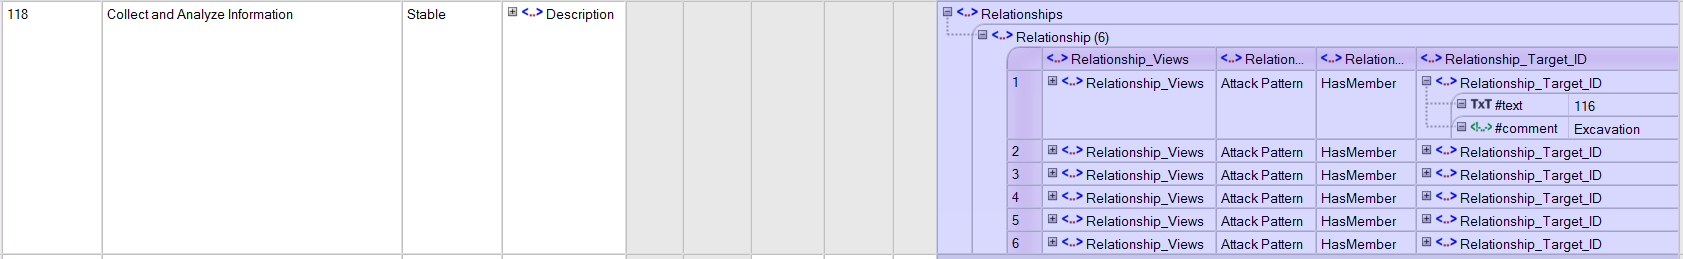 118 Collect and Analyze Information Stable Description Relationships
Relationship (6)
Relationship_Views Relation... Relation... Relationship_Target_ID
1 Relationship_Views Attack Pattern HasMember Relationship_Target_ID
TxT #text 116
#comment Excavation
2 Relationship_Views Attack Pattern HasMember Relationship_Target_ID
3 Relationship_Views Attack Pattern HasMember Relationship_Target_ID
4 Relationship_Views Attack Pattern HasMember Relationship_Target_ID
5 Relationship_Views Attack Pattern HasMember Relationship_Target_ID
6 Relationship_Views Attack Pattern HasMember Relationship_Target_ID